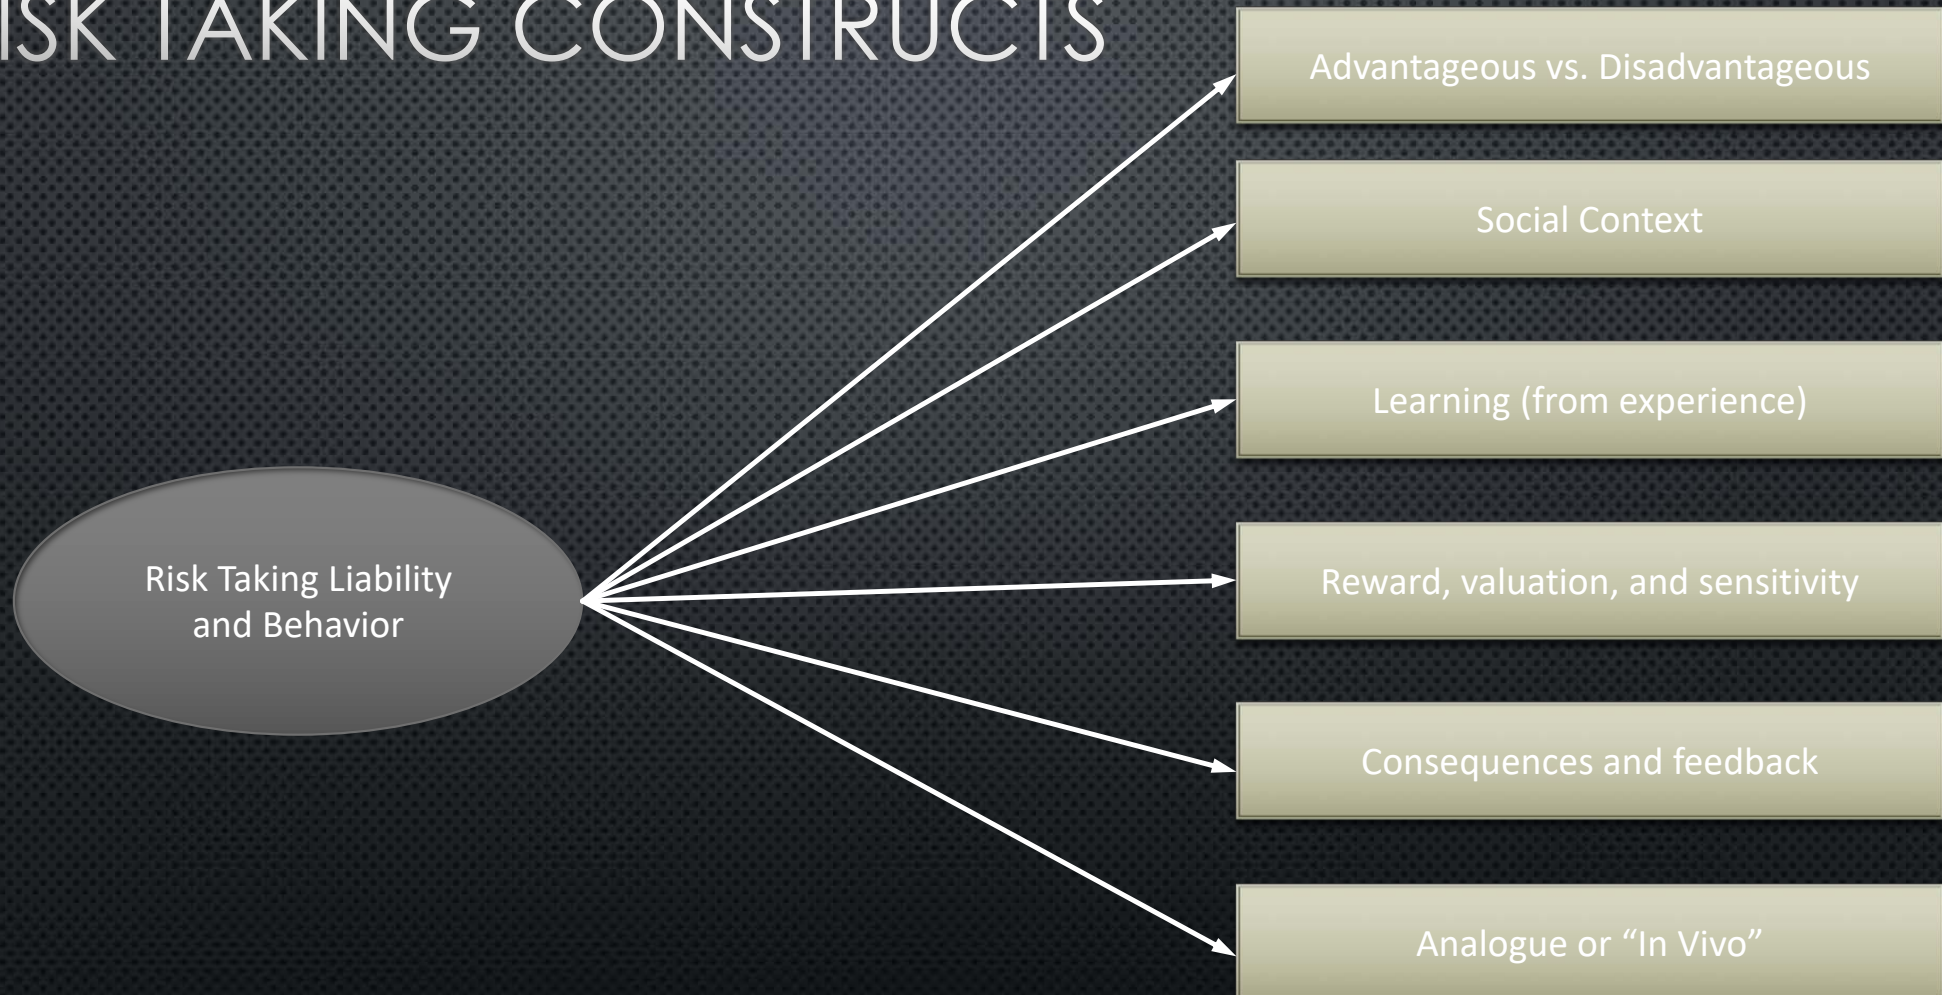 ISK TAKING CONSTRUCTS
Advantageous vs. Disadvantageous
Social Context
Learning (from experience)
Risk Taking Liability
and Behavior
Reward, valuation, and sensitivity
Consequences and feedback
Analogue or “In Vivo”